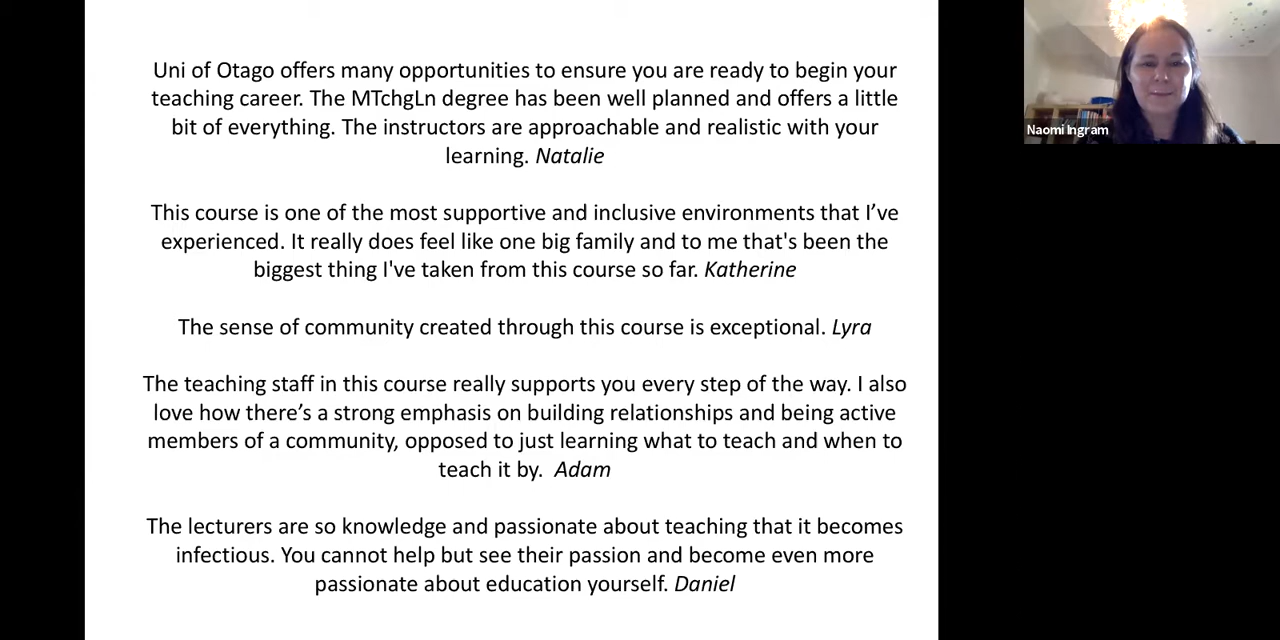 Uni of Otago offers many opportunities to ensure you are ready to begin your
teaching career. The MTchgLn degree has been well planned and offers a little
bit of everything. The instructors are approachable and realistic with your
learning. Natalie
This course is one of the most supportive and inclusive environments that I’ve
experienced. It really does feel like one big family and to me that's been the
biggest thing I've taken from this course so far. Katherine
The sense of community created through this course is exceptional. Lyra
The teaching staff in this course really supports you every step of the way. I also
love how there’s a strong emphasis on building relationships and being active
members of a community, opposed to just learning what to teach and when to
teach it by.  Adam
The lecturers are so knowledge and passionate about teaching that it becomes
infectious. You cannot help but see their passion and become even more
passionate about education yourself. Daniel
Naomi Ingram